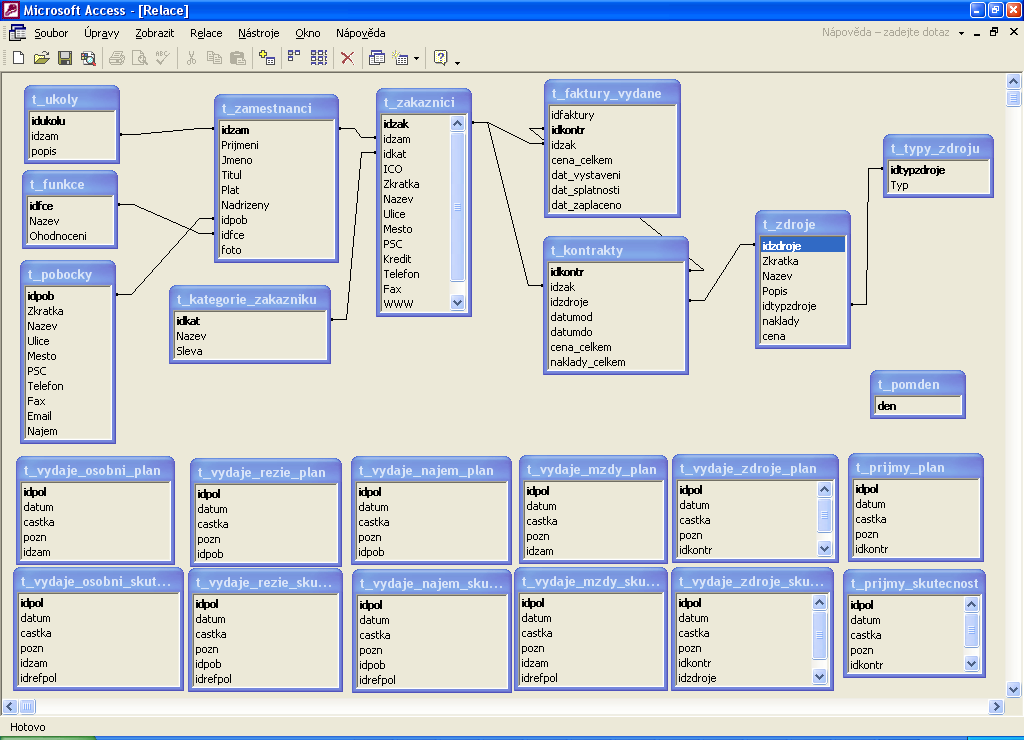 Microsoft Access - [Relace]
Soubor Úpravy Zobrazit Relace Nástroje Okno Nápověda
Nápověda – zadejte dotaz
t_ukoly
idukolu
idzam
popis
t_funkce
idfce
Nazev
Ohodnoceni
t_pobocky
idpob
Zkratka
Nazev
Ulice
Mesto
PSC
Telefon
Fax
Email
Najem
t_zamestnanci
idzam
Prijmeni
Jmeno
Titul
Plat
Nadrizeny
idpob
idfce
foto
t_kategorie_zakazniku
idkat
Nazev
Sleva
t_zakaznici
idzak
idzam
idkat
ICO
Zkratka
Nazev
Ulice
Mesto
PSC
Kredit
Telefon
Fax
WWW
t_faktury_vydane
idfaktury
idkontr
idzak
cena_celkem
dat_vystaveni
dat_splatnosti
dat_zaplaceno
t_kontrakty
idkontr
idzak
idzdroje
datumod
datumdo
cena_celkem
naklady_celkem
t_zdroje
idzdroje
Zkratka
Nazev
Popis
idtypzdroje
naklady
cena
t_typy_zdroju
idtypzdroje
Typ
t_pomden
den
t_vydaje_osobni_plan
idpol
datum
castka
pozn
idzam
t_vydaje_rezie_plan
idpol
datum
castka
pozn
idpob
t_vydaje_najem_plan
idpol
datum
castka
pozn
idpob
t_vydaje_mzdy_plan
idpol
datum
castka
pozn
idzam
t_vydaje_zdroje_plan
idpol
datum
castka
pozn
idkontr
t_prijmy_plan
idpol
datum
castka
pozn
idkontr
t_vydaje_osobni_skut...
idpol
datum
castka
pozn
idzam
idrefpol
t_vydaje_rezie_sku...
idpol
datum
castka
pozn
idpob
idrefpol
t_vydaje_najem_sku...
idpol
datum
castka
pozn
idpob
idrefpol
t_vydaje_mzdy_sku...
idpol
datum
castka
pozn
idzam
idrefpol
t_vydaje_zdroje_sku...
idpol
datum
castka
pozn
idkontr
idzdroje
t_prijmy_skutecnost
idpol
datum
castka
pozn
idkontr
Hotovo